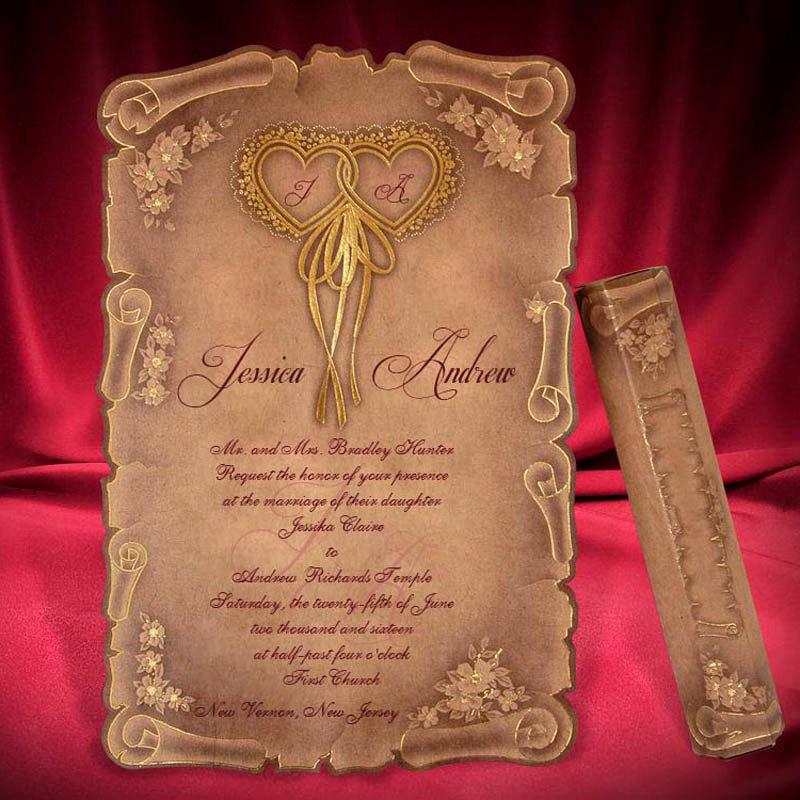 J A
Jessica Andrew
Mr. and Mrs. Bradley Hunter
Request the honor of your presence
at the marriage of their daughter
Jessika Claire
to
Andrew Richards Temple
Saturday, the twenty-fifth of June
two thousand and sixteen
at half-past four o'clock
First Church
New Vernon, New Jersey